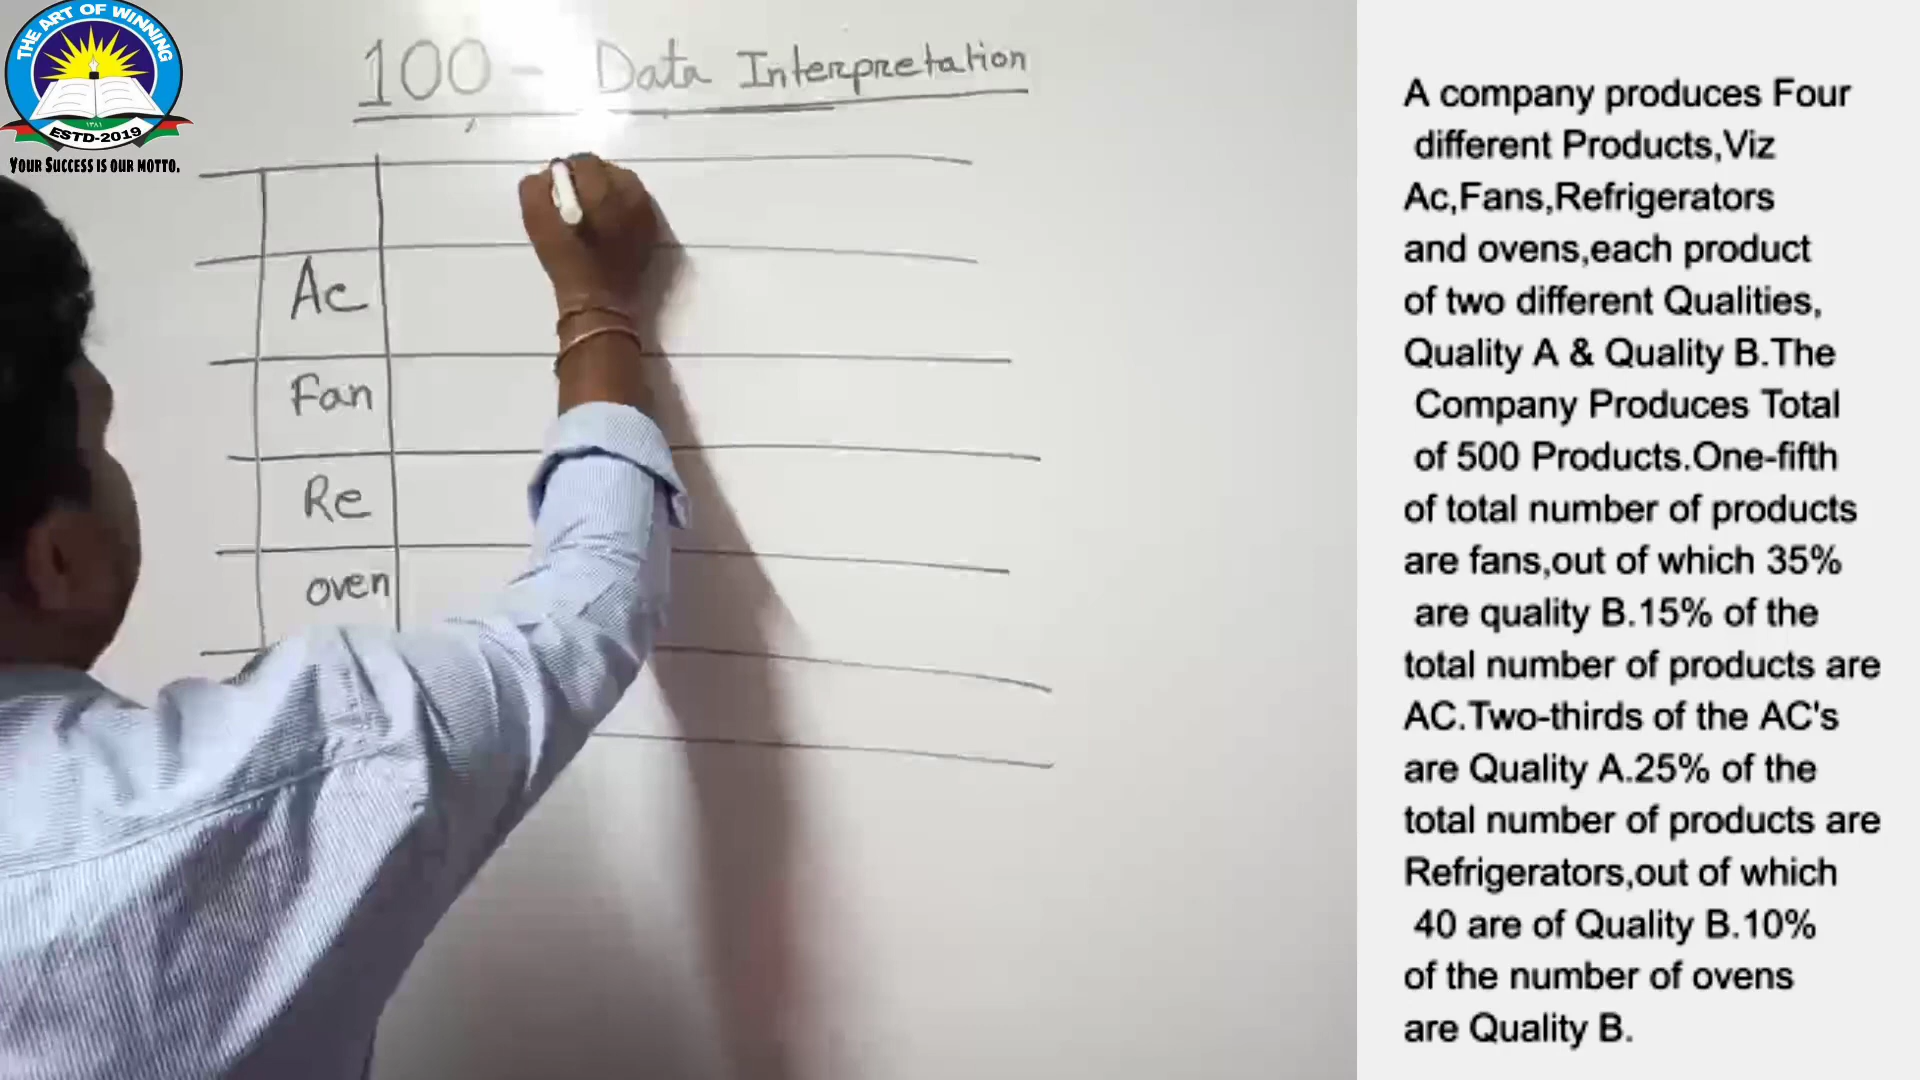 THE ART OF WINNING
١٣٨١
ESTD-2019
YOUR SUCCESS IS OUR MOTTO.
100 - Data Interpretation
Ac
Fan
Re
oven
A company produces Four
different Products,Viz
Ac,Fans,Refrigerators
and ovens,each product
of two different Qualities,
Quality A & Quality B.The
Company Produces Total
of 500 Products.One-fifth
of total number of products
are fans,out of which 35%
are quality B.15% of the
total number of products are
AC.Two-thirds of the AC's
are Quality A.25% of the
total number of products are
Refrigerators,out of which
40 are of Quality B.10%
of the number of ovens
are Quality B.